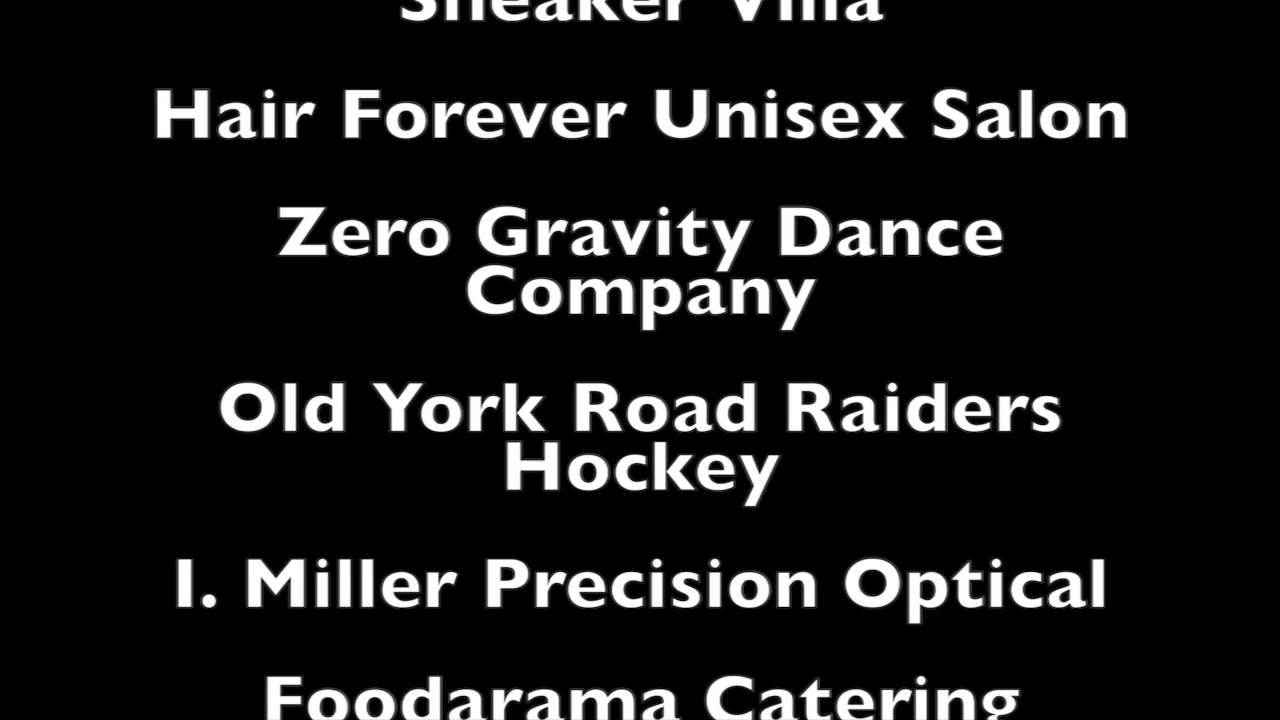 Sneaker Villa
Hair Forever Unisex Salon
Zero Gravity Dance
Company
Old York Road Raiders
Hockey
I. Miller Precision Optical
Foodarama Catering